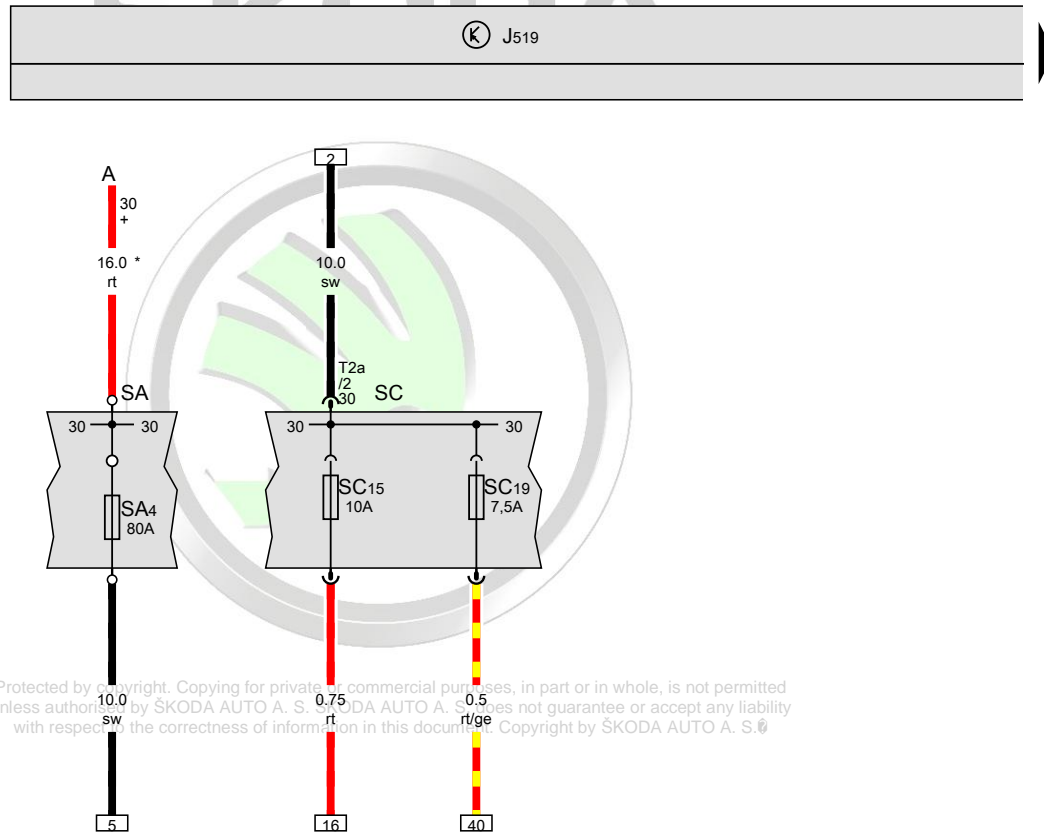 J519
2
A
30
+
16.0 *
rt
10.0
sw
T2a
/2
30
SA
SC
30 30
30 30
SA4
80A
SC15
10A
SC19
7,5A
Protected by copyright. Copying for private or commercial purposes, in part or in whole, is not permitted
nless authorised by ŠKODA AUTO A. S. ŠKODA AUTO A. S. does not guarantee or accept any liability
with respect to the correctness of information in this document. Copyright by ŠKODA AUTO A. S.
10.0
sw
0.75
rt
0.5
rt/ge
5
16
40